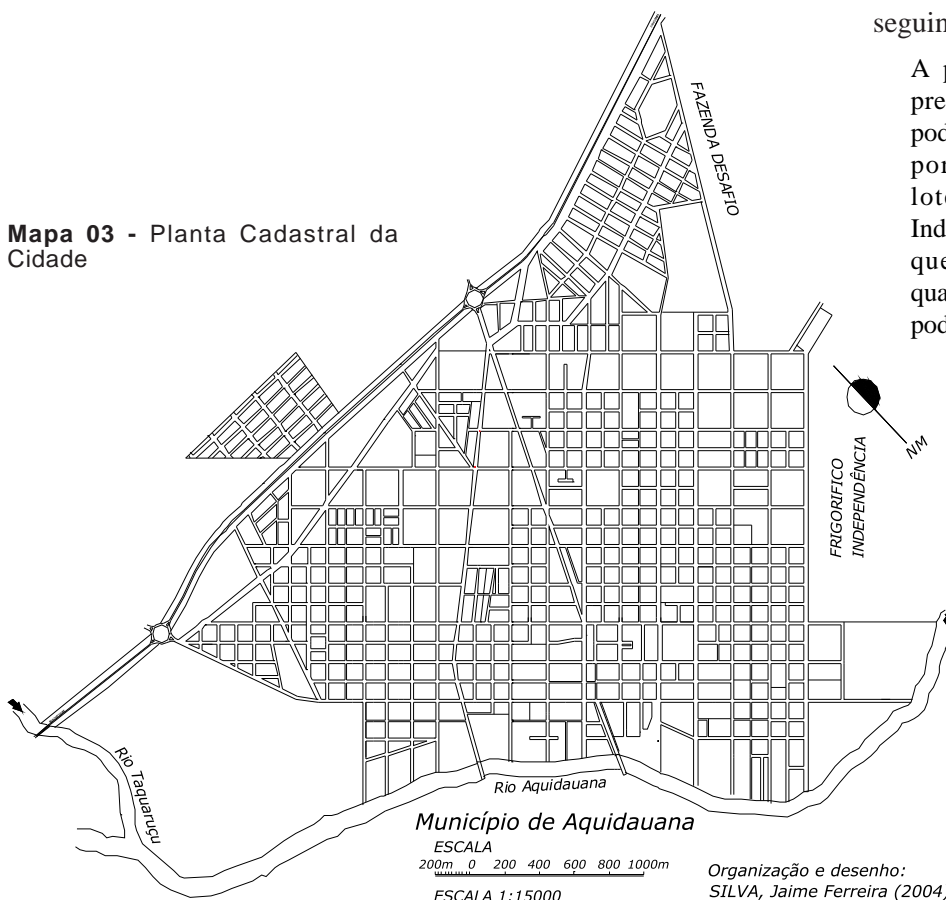 seguin
A p
pre
pod
por
lote
Ind
que
qua
pod
Mapa 03 - Planta Cadastral da
Cidade
FAZENDA DESAFIO
NM
FRIGORIFICO
INDEPENDÊNCIA
Rio Taquaruçu
Rio Aquidauana
Município de Aquidauana
ESCALA
200m 0 200 400 600 800 1000m
ESCALA 1:15000
Organização e desenho:
SILVA, Jaime Ferreira (2004)